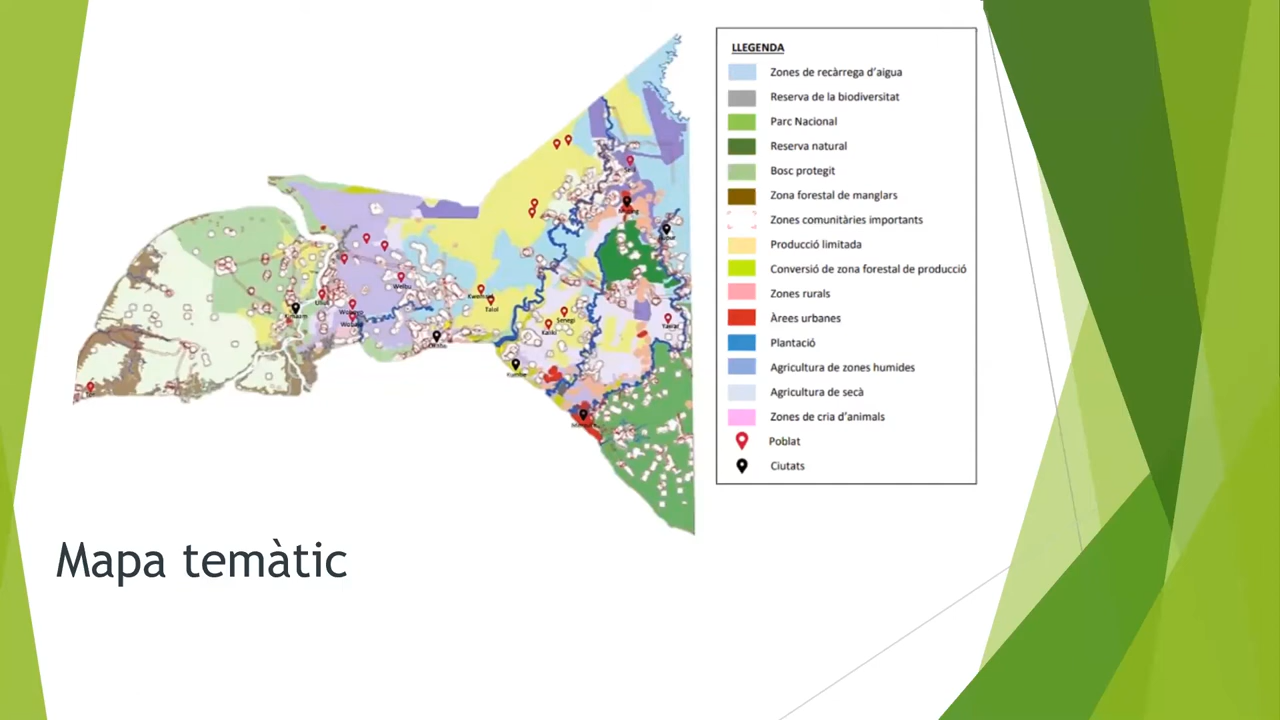 LLEGENDA
Zones de recàrrega d'aigua
Reserva de la biodiversitat
Parc Nacional
Reserva natural
Bosc protegit
Zona forestal de manglars
Zones comunitàries importants
Producció limitada
Conversió de zona forestal de producció
Zones rurals
Àrees urbanes
Plantació
Agricultura de zones humides
Agricultura de secà
Zones de cria d'animals
Poblat
Ciutats
Welbu
Senegi
Mapa temàtic